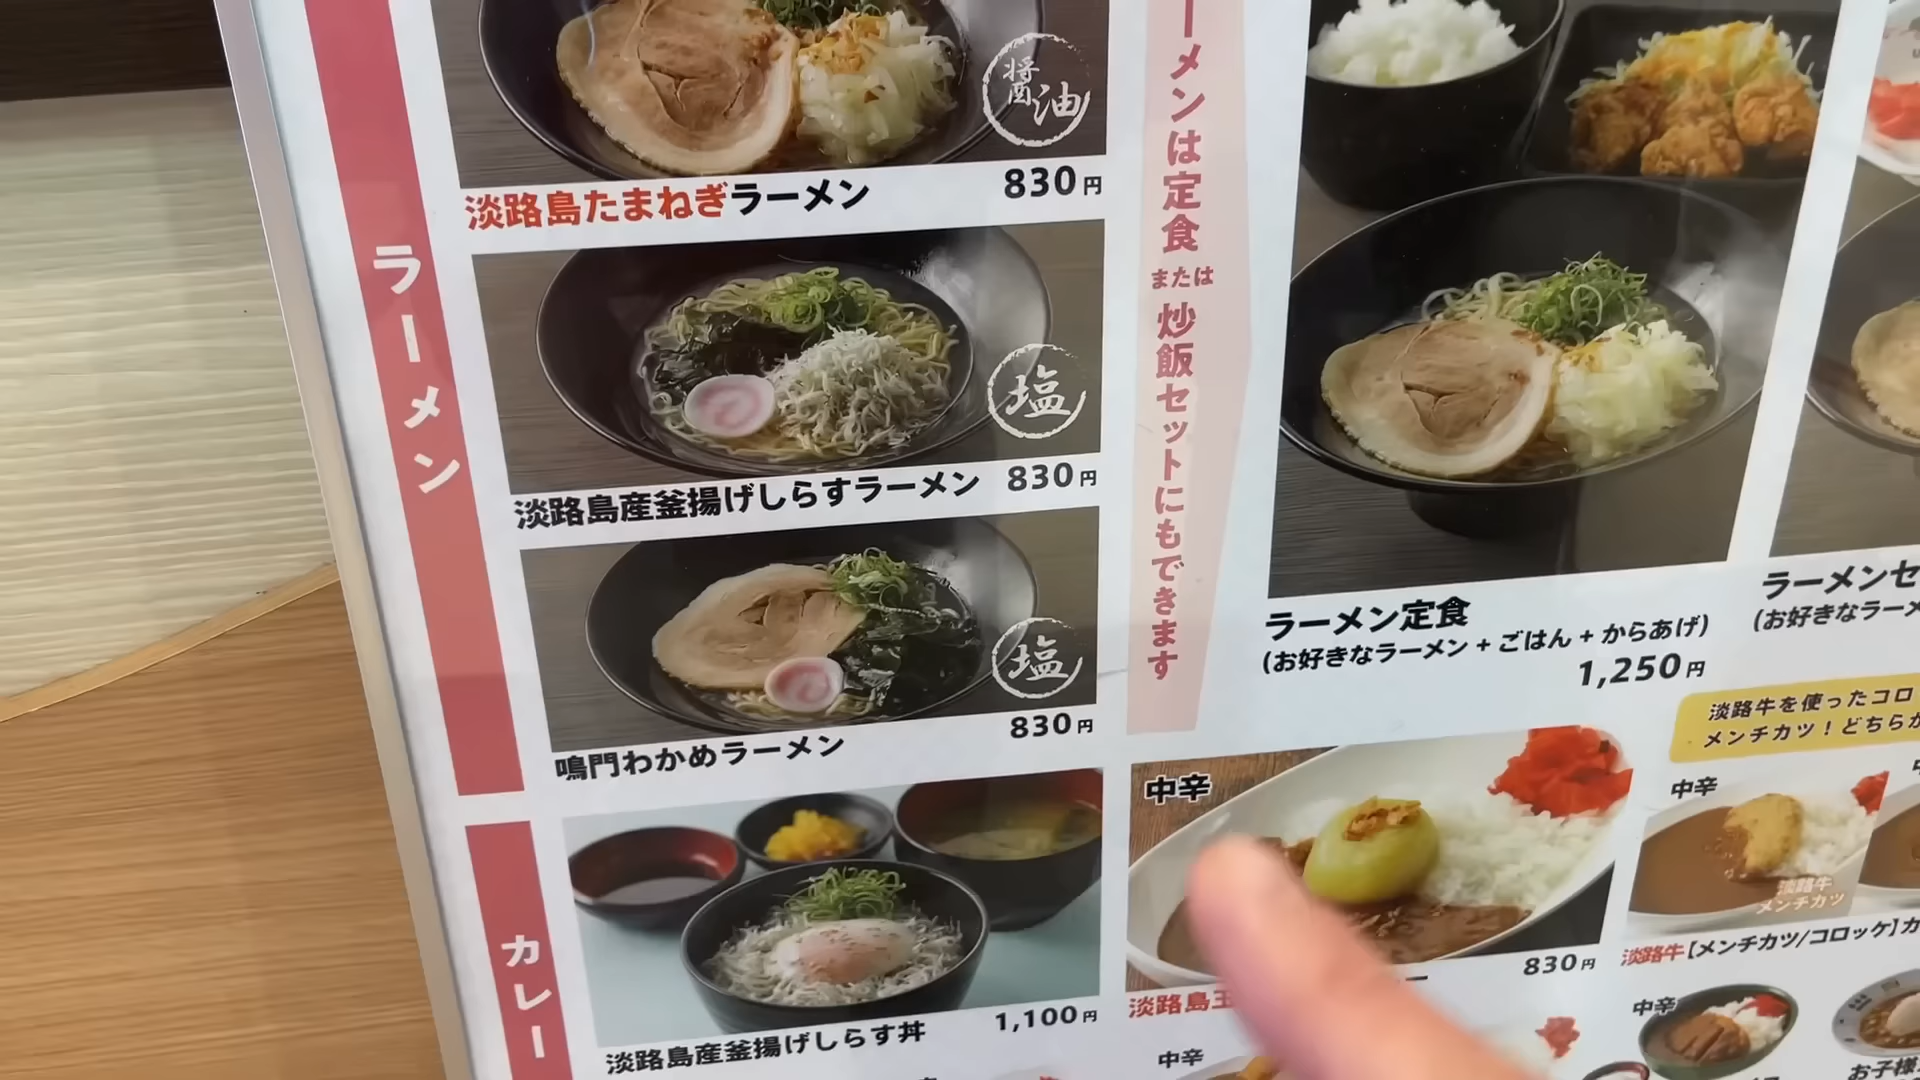 ラーメン
醤油
淡路島たまねぎラーメン
830円
塩
淡路島産釜揚げしらすラーメン
830円
塩
鳴門わかめラーメン
830円
ーメンは定食または炒飯セットにもできます
ラーメン定食
(お好きなラーメン+ごはん+からあげ)
1,250円
ラーメンセ
(お好きなラーメ
カレー
淡路島産釜揚げしらす丼
1,100円
中辛
淡路島玉
ー
830円
淡路牛を使ったコロ
メンチカツ!どちらか
中辛
淡路牛
メンチカツ
淡路牛【メンチカツ/コロッケ】カ
中辛
中辛
お子様